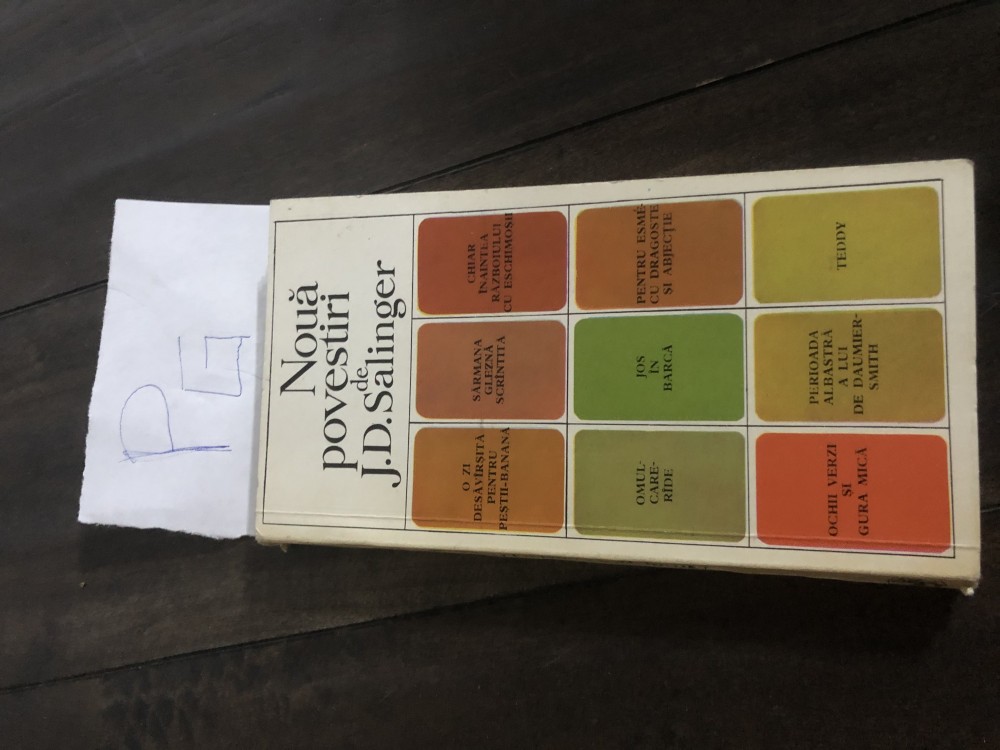 PG
Nouă
povestiri
de
J.D.Salinger
O ZI
DESĂVÎRȘITĂ
PENTRU
PEȘTII-BANANĂ
SĂRMANA
GLEZNĂ
SCRÎNTITĂ
CHIAR
ÎNAINTEA
RĂZBOIULUI
CU ESCHIMOȘII
OMUL-
CARE-
RÎDE
JOS
ÎN
BARCĂ
PENTRU ESMÉ-
CU DRAGOSTE
ȘI ABJECȚIE
OCHII VERZI
ȘI
GURA MICĂ
PERIOADA
ALBASTRĂ
A LUI
DE DAUMIER-
SMITH
TEDDY